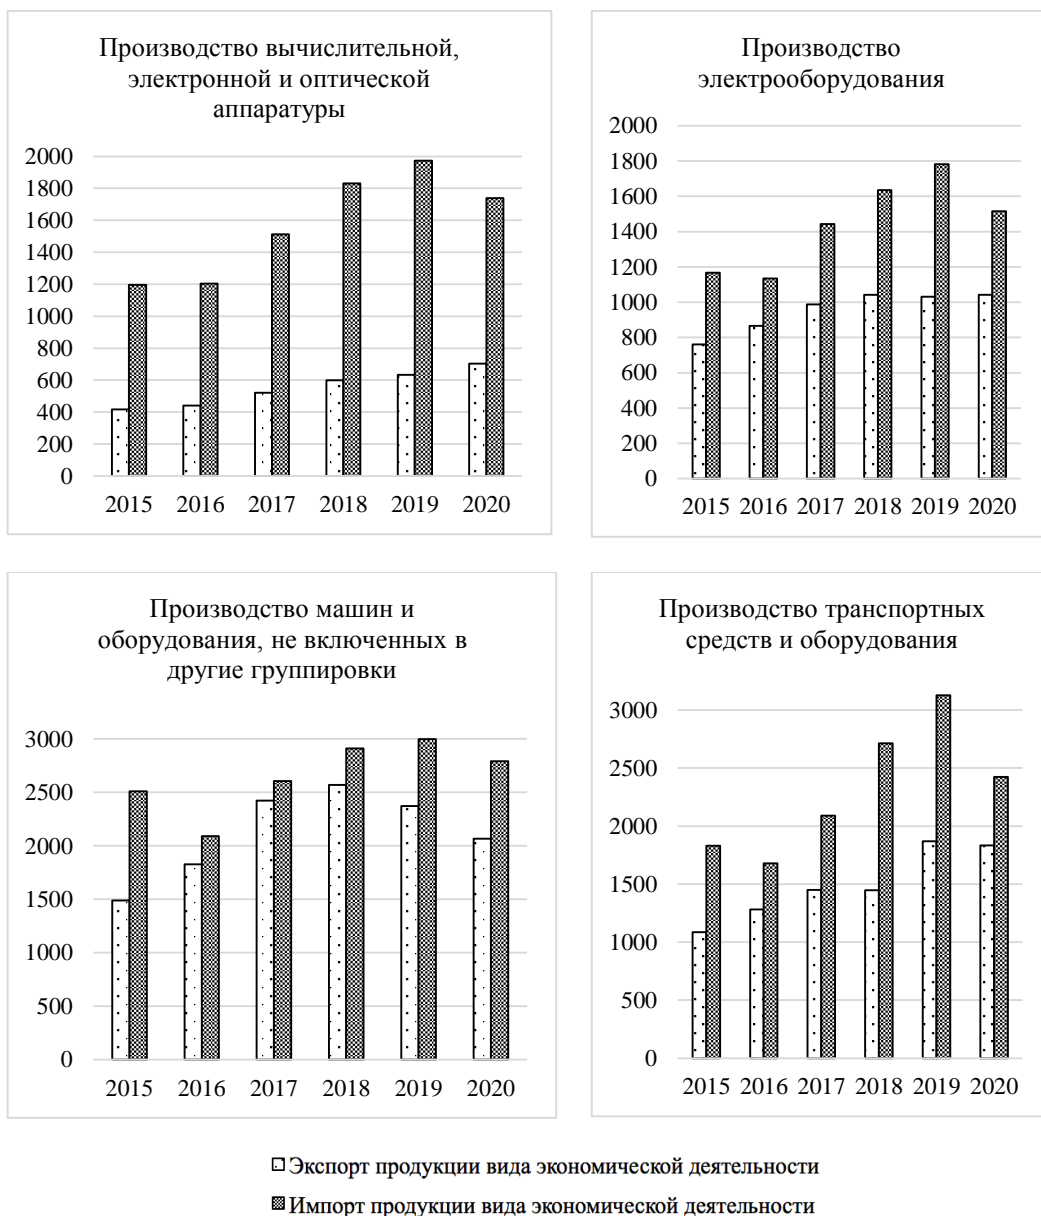 Производство вычислительной,
электронной и оптической
аппаратуры
2000
1800
1600
1400
1200
1000
800
600
400
200
0
2015 2016 2017 2018 2019 2020
Производство
электрооборудования
2000
1800
1600
1400
1200
1000
800
600
400
200
0
2015 2016 2017 2018 2019 2020
Производство машин и
оборудования, не включенных в
другие группировки
3000
2500
2000
1500
1000
500
0
2015 2016 2017 2018 2019 2020
Производство транспортных
средств и оборудования
3000
2500
2000
1500
1000
500
0
2015 2016 2017 2018 2019 2020
Экспорт продукции вида экономической деятельности
Импорт продукции вида экономической деятельности